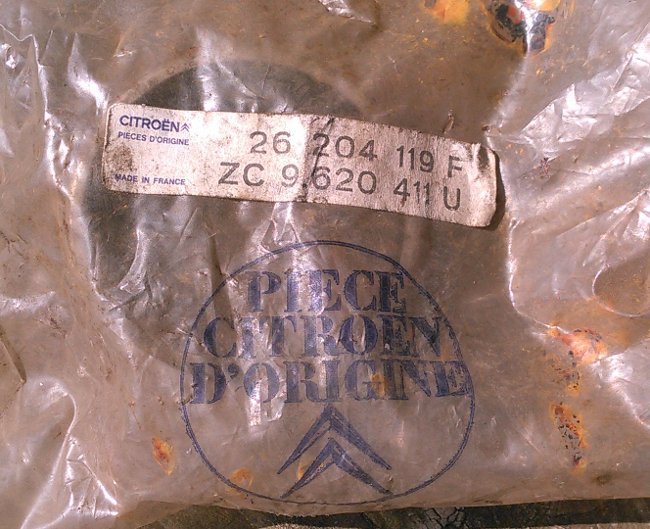 CITROËN
PIECES D'ORIGINE
MADE IN FRANCE
26 204 119 F
ZC 9.620 411 U
PIECE
CITROËN
D'ORIGINE